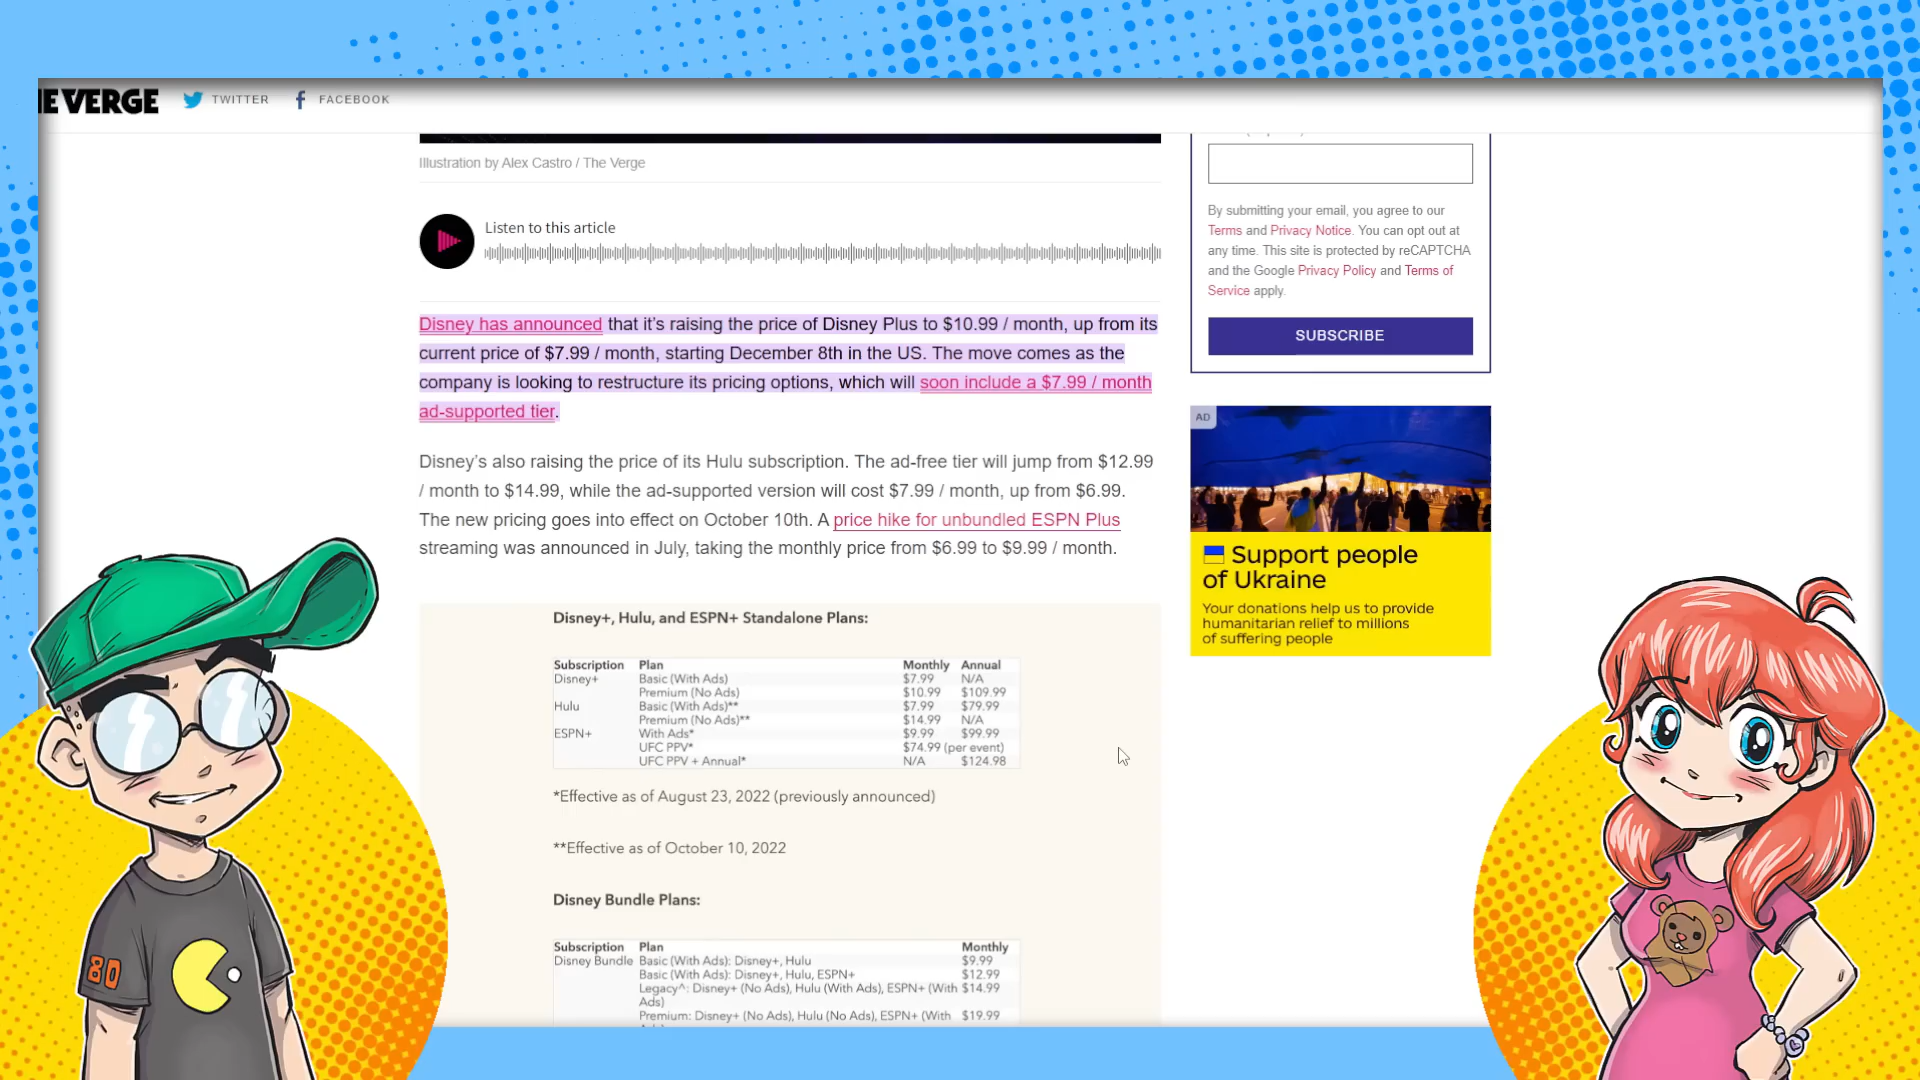 E VERGE TWITTER FACEBOOK
Illustration by Alex Castro / The Verge
Listen to this article
Disney has announced that it’s raising the price of Disney Plus to $10.99 / month, up from its
current price of $7.99 / month, starting December 8th in the US. The move comes as the
company is looking to restructure its pricing options, which will soon include a $7.99 / month
ad-supported tier.
Disney’s also raising the price of its Hulu subscription. The ad-free tier will jump from $12.99
/ month to $14.99, while the ad-supported version will cost $7.99 / month, up from $6.99.
The new pricing goes into effect on October 10th. A price hike for unbundled ESPN Plus
streaming was announced in July, taking the monthly price from $6.99 to $9.99 / month.
Disney+, Hulu, and ESPN+ Standalone Plans:
Subscription Plan Monthly Annual
Disney+ Basic (With Ads) $7.99 N/A
Premium (No Ads) $10.99 $109.99
Hulu Basic (With Ads)** $7.99 $79.99
Premium (No Ads)** $14.99 N/A
ESPN+ With Ads* $9.99 $99.99
UFC PPV* $74.99 (per event)
UFC PPV + Annual* N/A $124.98
*Effective as of August 23, 2022 (previously announced)
**Effective as of October 10, 2022
Disney Bundle Plans:
Subscription Plan Monthly
Disney Bundle Basic (With Ads): Disney+, Hulu $9.99
Basic (With Ads): Disney+, Hulu, ESPN+ $12.99
Legacy^: Disney+ (No Ads), Hulu (With Ads), ESPN+ (With $14.99
Ads)
Premium: Disney+ (No Ads), Hulu (No Ads), ESPN+ (With $19.99
By submitting your email, you agree to our
Terms and Privacy Notice. You can opt out at
any time. This site is protected by reCAPTCHA
and the Google Privacy Policy and Terms of
Service apply.
SUBSCRIBE
AD
Support people
of Ukraine
Your donations help us to provide
humanitarian relief to millions
of suffering people
80